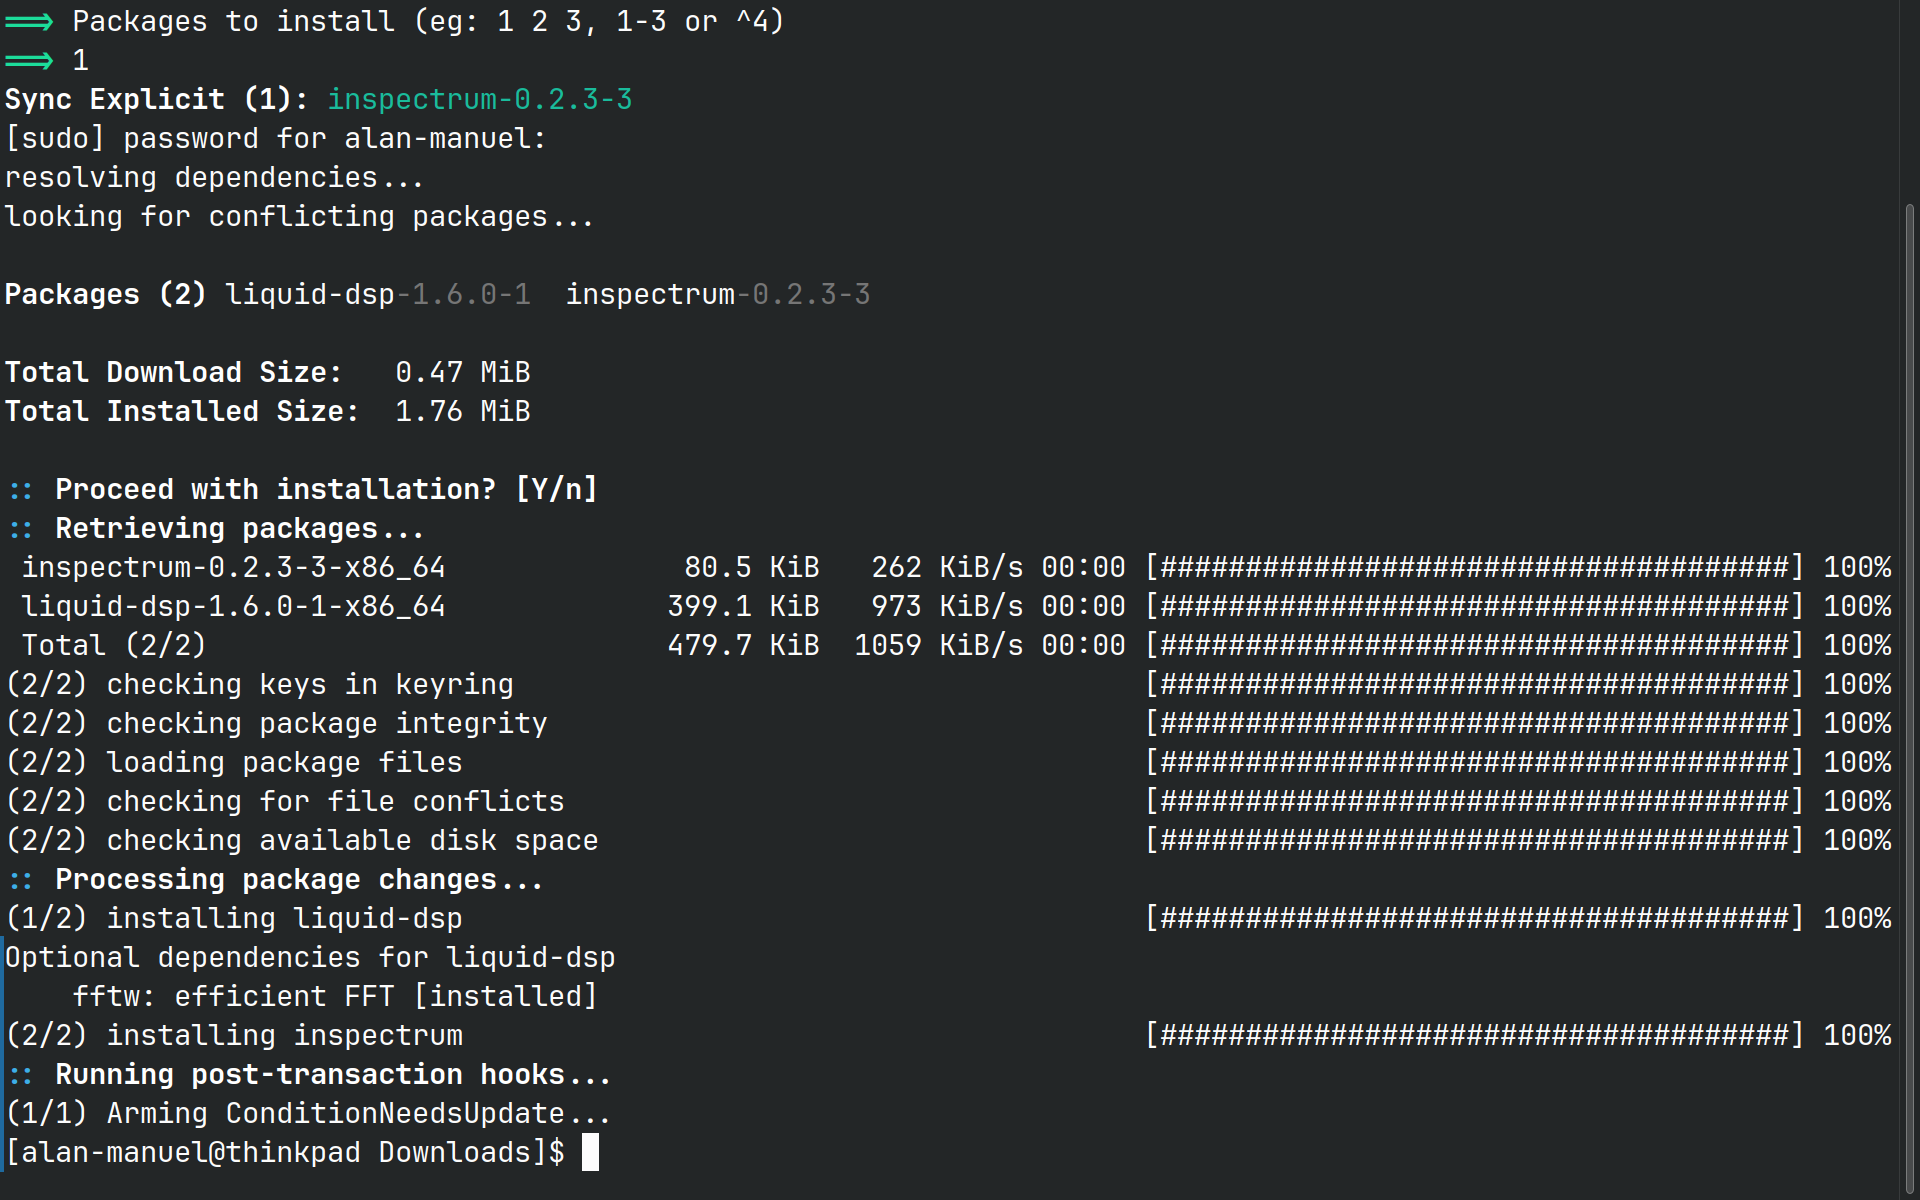 ==> Packages to install (eg: 1 2 3, 1-3 or ^4)
==> 1
Sync Explicit (1): inspectrum-0.2.3-3
[sudo] password for alan-manuel:
resolving dependencies...
looking for conflicting packages...
Packages (2) liquid-dsp-1.6.0-1  inspectrum-0.2.3-3
Total Download Size:   0.47 MiB
Total Installed Size:  1.76 MiB
:: Proceed with installation? [Y/n]
:: Retrieving packages...
 inspectrum-0.2.3-3-x86_64              80.5 KiB   262 KiB/s 00:00 [#####################################] 100%
 liquid-dsp-1.6.0-1-x86_64             399.1 KiB   973 KiB/s 00:00 [#####################################] 100%
 Total (2/2)                           479.7 KiB  1059 KiB/s 00:00 [#####################################] 100%
(2/2) checking keys in keyring                                     [#####################################] 100%
(2/2) checking package integrity                                   [#####################################] 100%
(2/2) loading package files                                        [#####################################] 100%
(2/2) checking for file conflicts                                  [#####################################] 100%
(2/2) checking available disk space                                [#####################################] 100%
:: Processing package changes...
(1/2) installing liquid-dsp                                        [#####################################] 100%
Optional dependencies for liquid-dsp
    fftw: efficient FFT [installed]
(2/2) installing inspectrum                                        [#####################################] 100%
:: Running post-transaction hooks...
(1/1) Arming ConditionNeedsUpdate...
[alan-manuel@thinkpad Downloads]$